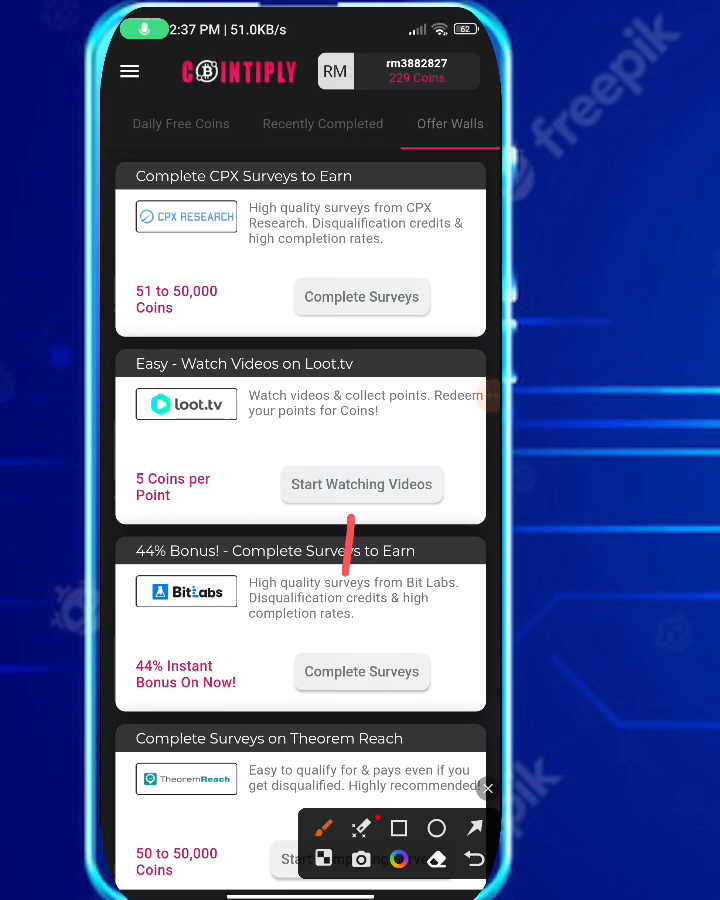 2:37 PM | 51.0KB/s
62
COINTIPLY
RM
rm3882827
229 Coins
Daily Free Coins
Recently Completed
Offer Walls
Complete CPX Surveys to Earn
CPX RESEARCH
High quality surveys from CPX
Research. Disqualification credits &
high completion rates.
51 to 50,000
Coins
Complete Surveys
Easy - Watch Videos on Loot.tv
loot.tv
Watch videos & collect points. Redeem
your points for Coins!
5 Coins per
Point
Start Watching Videos
44% Bonus! - Complete Surveys to Earn
BitLabs
High quality surveys from Bit Labs.
Disqualification credits & high
completion rates.
44% Instant
Bonus On Now!
Complete Surveys
Complete Surveys on Theorem Reach
TheoremReach
Easy to qualify for & pays even if you
get disqualified. Highly recommended!
50 to 50,000
Coins
freepik